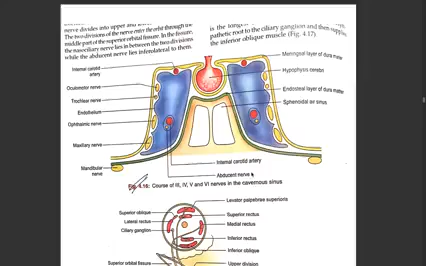 nerve divides into upper and
The two divisions of the nerve enter the orbit through the
middle part of the superior orbital fissure. In the fissure,
the nasociliary nerve lies in between the two divisions
while the abducent nerve lies inferolateral to them.
is the longest
pathetic root to the ciliary ganglion and then supplies
the inferior oblique muscle (Fig. 4.17)
Internal carotid
artery
Oculomotor nerve
Trochlear nerve
Endothelium
Ophthalmic nerve
Maxillary nerve
Mandibular
nerve
Meningeal layer of dura mater
Hypophysis cerebri
Endosteal layer of dura mater
Sphenoidal air sinus
Internal carotid artery
Abducent nerve
Fig. 4.16: Course of III, IV, V and VI nerves in the cavernous sinus
Superior oblique
Lateral rectus
Ciliary ganglion
Superior orbital fissure
Levator palpebrae superioris
Superior rectus
Medial rectus
Inferior rectus
Inferior oblique
Upper division